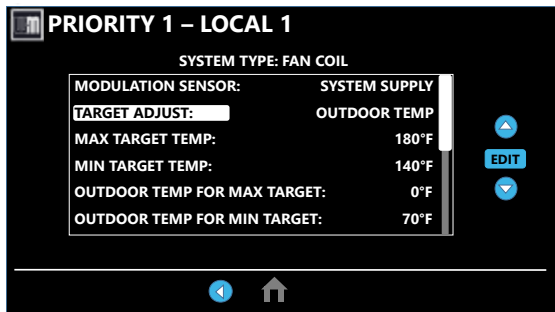 PRIORITY 1 – LOCAL 1
SYSTEM TYPE: FAN COIL
MODULATION SENSOR: SYSTEM SUPPLY
TARGET ADJUST: OUTDOOR TEMP
MAX TARGET TEMP: 180°F
MIN TARGET TEMP: 140°F
EDIT
OUTDOOR TEMP FOR MAX TARGET: 0°F
OUTDOOR TEMP FOR MIN TARGET: 70°F